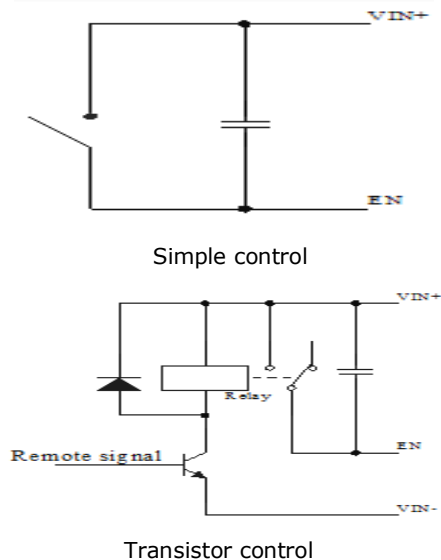 VIN+
EN
Simple control
VIN+
Relay
EN
Remote signal
VIN-
Transistor control